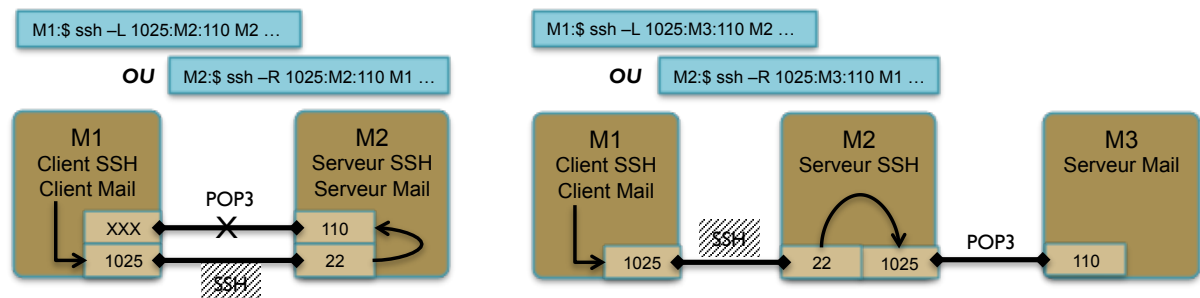 M1:$ ssh –L 1025:M2:110 M2 …
OU
M2:$ ssh –R 1025:M2:110 M1 …
M1
Client SSH
Client Mail
XXX
1025
POP3
X
SSH
M2
Serveur SSH
Serveur Mail
110
22
M1:$ ssh –L 1025:M3:110 M2 …
OU
M2:$ ssh –R 1025:M3:110 M1 …
M1
Client SSH
Client Mail
1025
SSH
M2
Serveur SSH
22
1025
POP3
M3
Serveur Mail
110